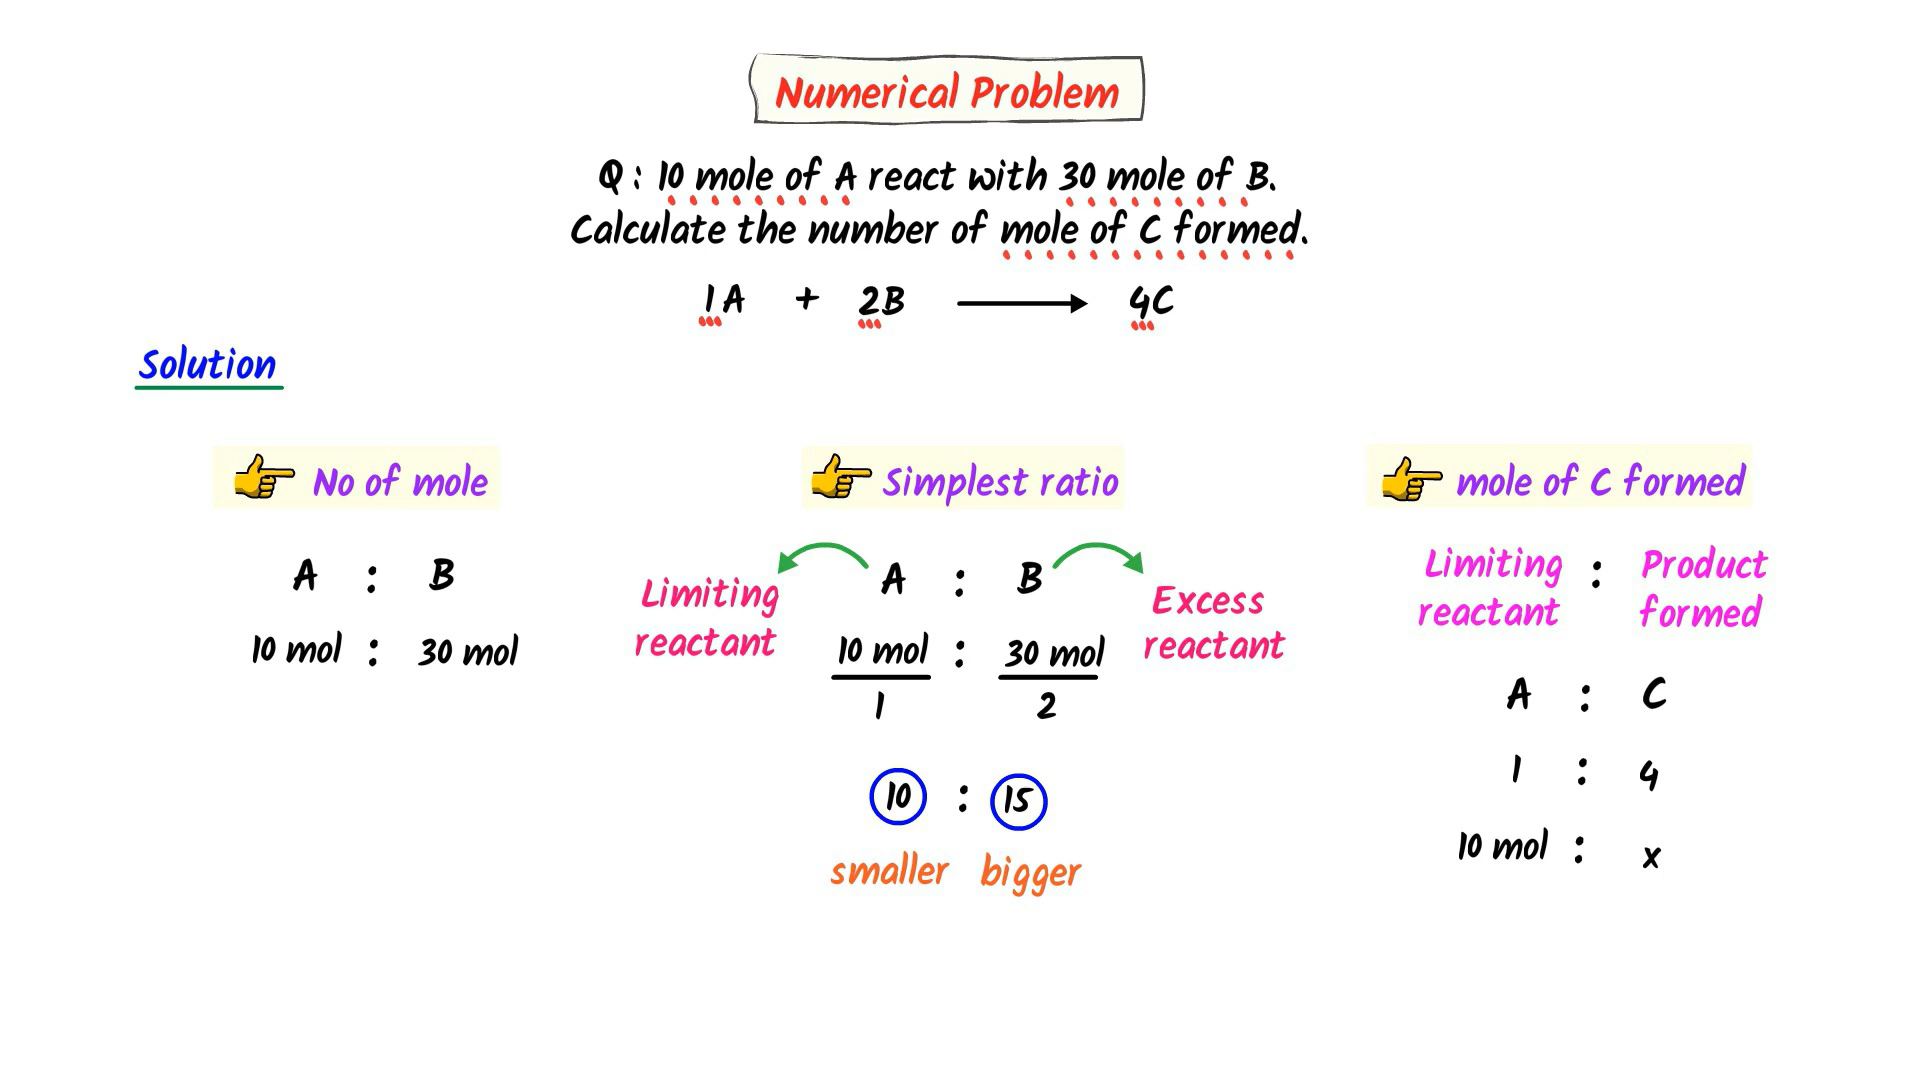 Numerical Problem
Q : 10 mole of A react with 30 mole of B.
Calculate the number of mole of C formed.
1A + 2B ⟶ 4C
Solution
No of mole
A : B
10 mol : 30 mol
Simplest ratio
Limiting
reactant
A : B
Excess
reactant
10 mol : 30 mol
1 2
10 : 15
smaller bigger
mole of C formed
Limiting : Product
reactant formed
A : C
1 : 4
10 mol : x